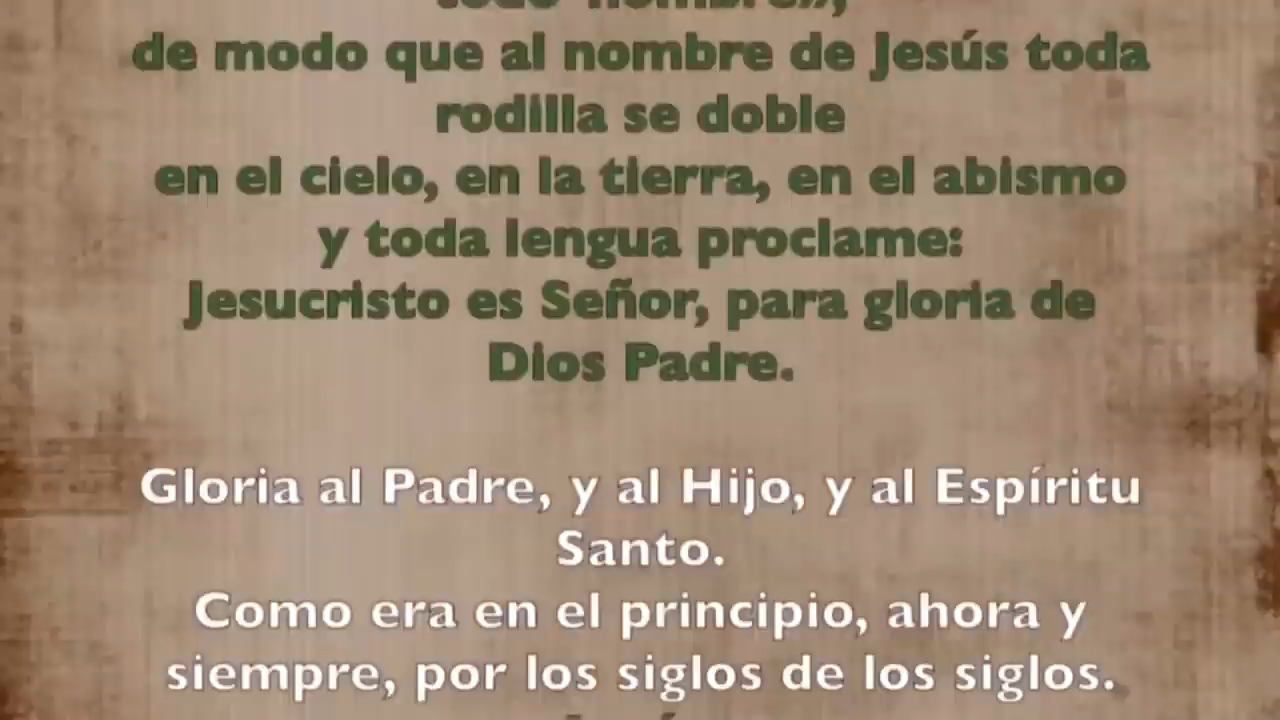 de modo que al nombre de Jesús toda
rodilla se doble
en el cielo, en la tierra, en el abismo
y toda lengua proclame:
Jesucristo es Señor, para gloria de
Dios Padre.
Gloria al Padre, y al Hijo, y al Espíritu
Santo.
Como era en el principio, ahora y
siempre, por los siglos de los siglos.